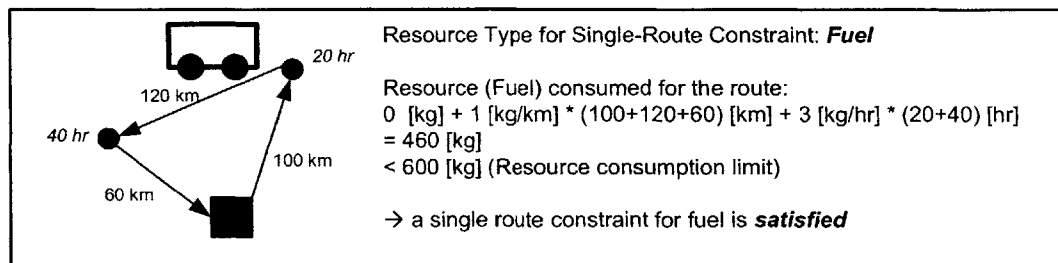 20 hr
120 km
40 hr
100 km
60 km
Resource Type for Single-Route Constraint: Fuel
Resource (Fuel) consumed for the route:
0 [kg] + 1 [kg/km] * (100+120+60) [km] + 3 [kg/hr] * (20+40) [hr]
= 460 [kg]
< 600 [kg] (Resource consumption limit)
→ a single route constraint for fuel is satisfied